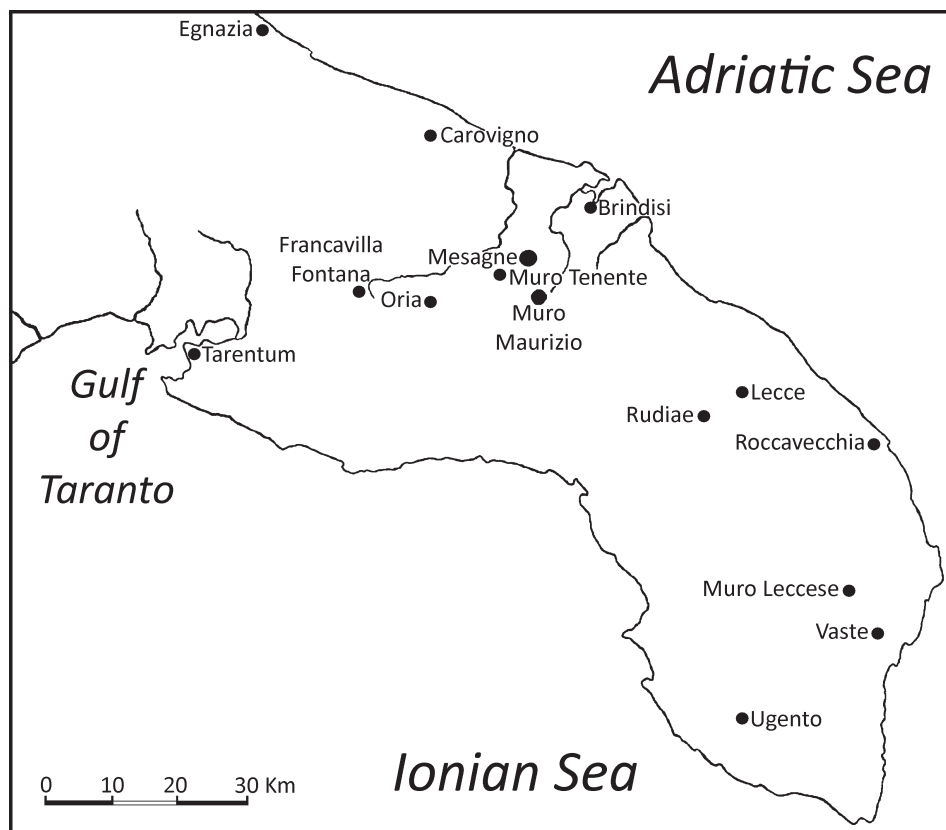 Egnazia
Adriatic Sea
Carovigno
Brindisi
Francavilla
Fontana
Mesagne
Muro Tenente
Oria
Muro
Maurizio
Tarentum
Gulf
of
Taranto
Lecce
Rudiae
Roccavecchia
Muro Leccese
Vaste
Ugento
Ionian Sea
0 10 20 30 Km